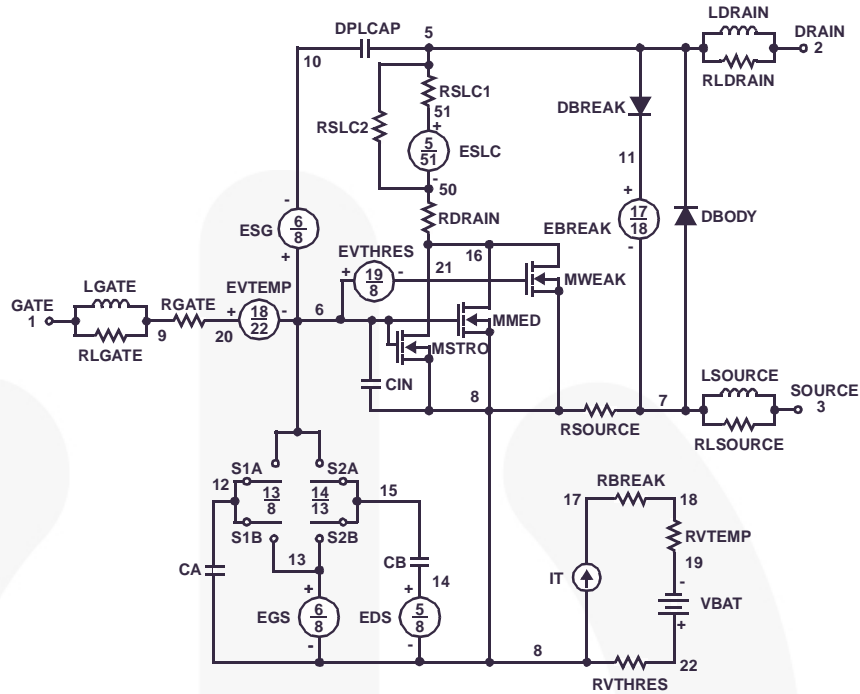 LDRAIN
DPLCAP 5 DRAIN
10 2
RLDRAIN
RSLC1
51
DBREAK
+
RSLC2
5
51
ESLC
11
-
50
+
-
17
18
6
8
ESG
RDRAIN
EBREAK
DBODY
+
EVTHRES
16
-
+ 19
8 - 21
MWEAK
LGATE
EVTEMP
GATE
1
RGATE
+ 18
22 -
6
MMED
9 20
MSTRO
RLGATE
CIN
LSOURCE
8 7 SOURCE
3
RSOURCE
RLSOURCE
S1A S2A
12
13
8
14
13
15
RBREAK
17 18
S1B S2B
RVTEMP
13
CA
CB
19
IT
-
+ + 14
VBAT
EGS 6
8
EDS 5
8
+
- -
8
22
RVTHRES